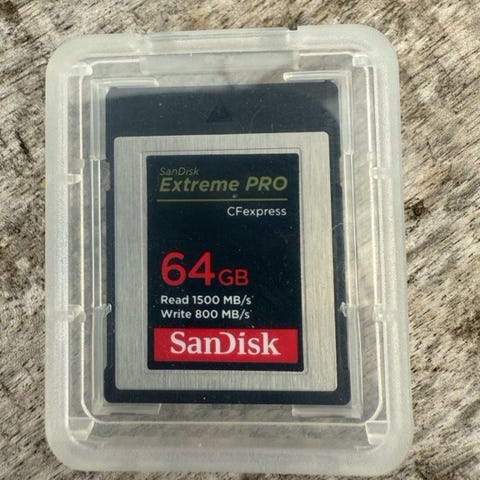 SanDisk
Extreme PRO
CFexpress
64GB
Read 1500 MB/s*
Write 800 MB/s*
SanDisk